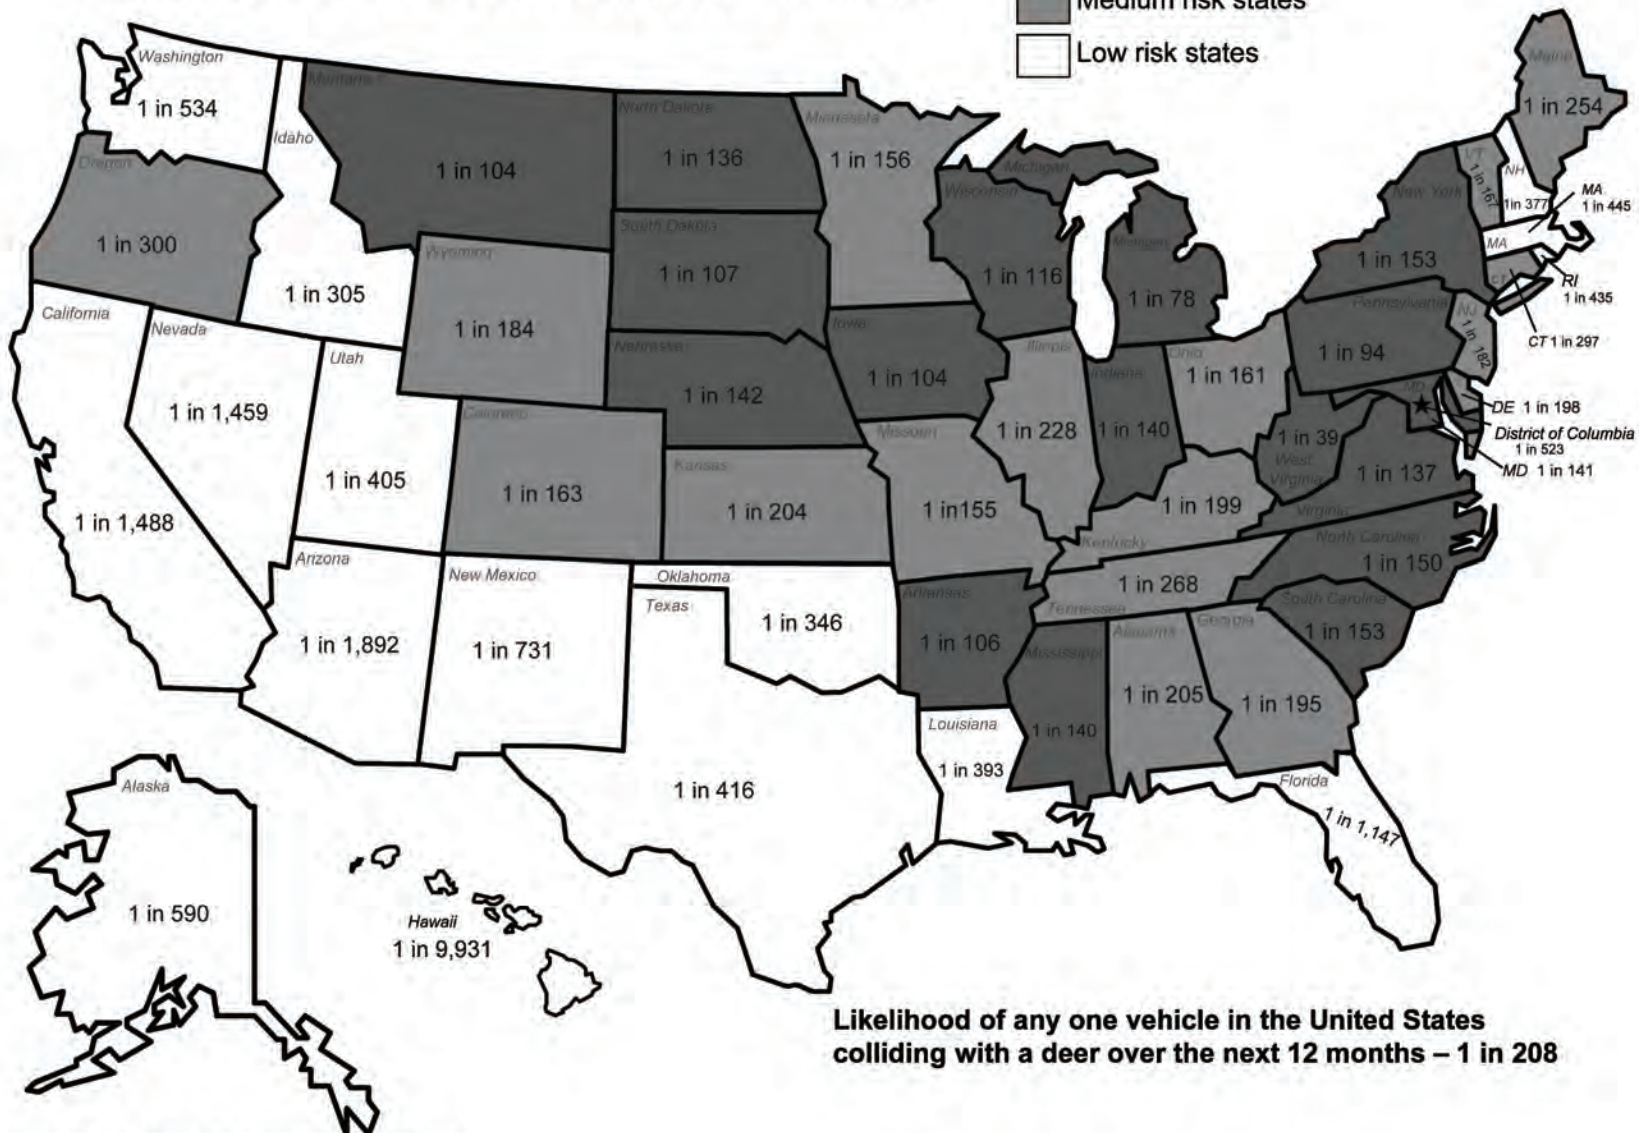 Medium risk states
Low risk states
Washington
1 in 534
Idaho
1 in 305
Oregon
1 in 300
California
1 in 1,488
Nevada
1 in 1,459
Utah
1 in 405
Arizona
1 in 1,892
Montana
1 in 104
Wyoming
1 in 184
Colorado
1 in 163
New Mexico
1 in 731
North Dakota
1 in 136
South Dakota
1 in 107
Nebraska
1 in 142
Kansas
1 in 204
Oklahoma
1 in 346
Texas
1 in 416
Minnesota
1 in 156
Iowa
1 in 104
Missouri
1 in155
Arkansas
1 in 106
Louisiana
1 in 393
Wisconsin
1 in 116
Michigan
Michigan
1 in 78
Illinois
1 in 228
Indiana
1 in 140
Ohio
1 in 161
Kentucky
1 in 199
Tennessee
1 in 268
Mississippi
1 in 140
Alabama
1 in 205
Georgia
1 in 195
Florida
1 in 1,147
South Carolina
1 in 153
North Carolina
1 in 150
Virginia
1 in 137
1 in 39
West
Virginia
Pennsylvania
1 in 94
New York
1 in 153
Maine
1 in 254
VT
1 in 167
NH
1in 377
MA
1 in 445
MA
RI
1 in 435
CT
CT 1 in 297
NJ
1 in 182
MD
DE 1 in 198
District of Columbia
1 in 523
MD 1 in 141
Alaska
1 in 590
Hawaii
1 in 9,931
Likelihood of any one vehicle in the United States
colliding with a deer over the next 12 months – 1 in 208